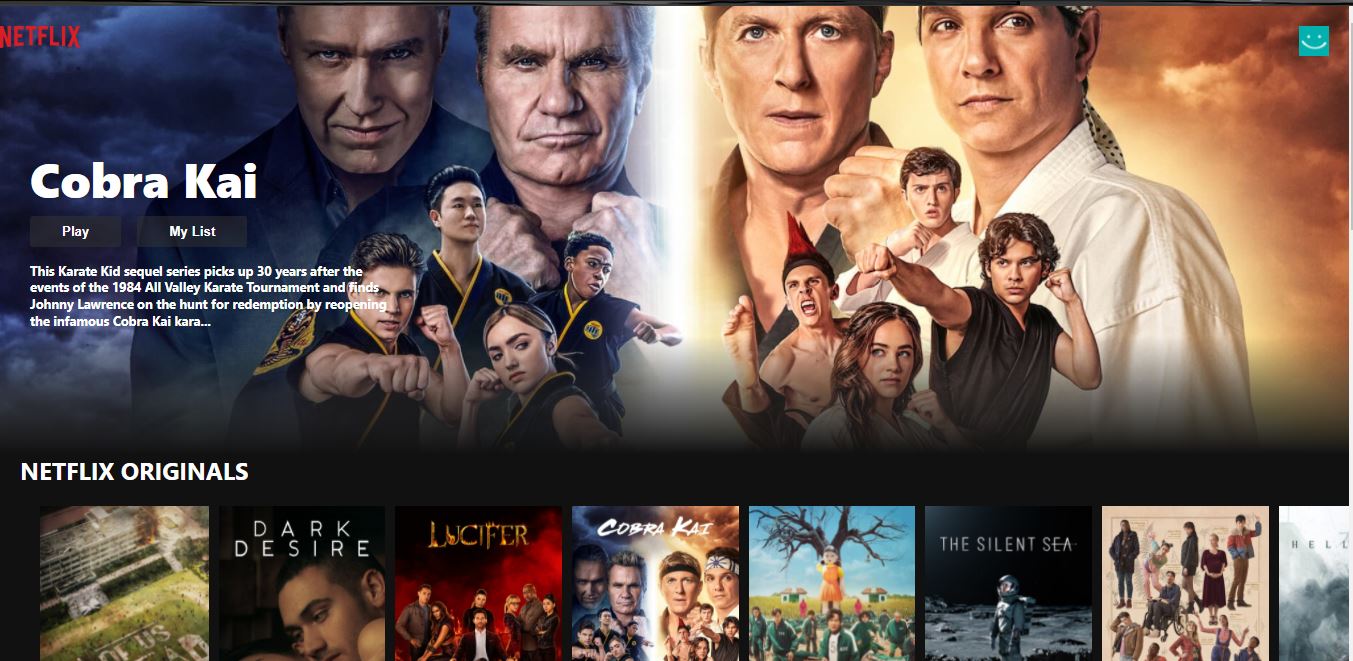 NETFLIX
Cobra Kai
Play
My List
This Karate Kid sequel series picks up 30 years after the
events of the 1984 All Valley Karate Tournament and finds
Johnny Lawrence on the hunt for redemption by reopening
the infamous Cobra Kai kara...
NETFLIX ORIGINALS
OF US
DARK
DESIRE
LUCIFER
COBRA KAI
THE SILENT SEA
HELL